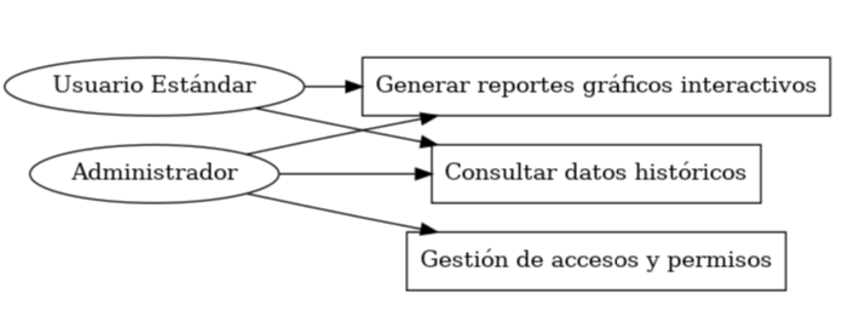 Usuario Estándar
Generar reportes gráficos interactivos
Administrador
Consultar datos históricos
Gestión de accesos y permisos